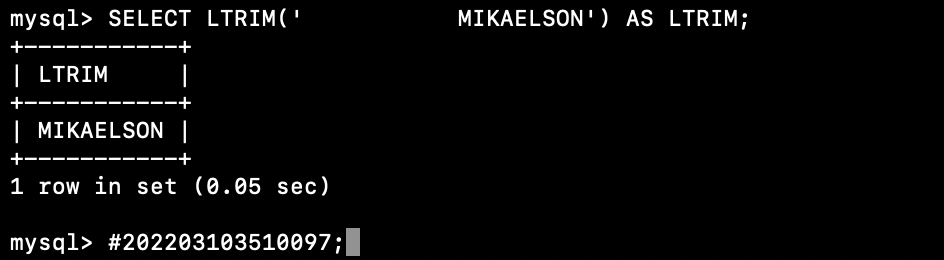 mysql> SELECT LTRIM('          MIKAELSON') AS LTRIM;
+-----------+
| LTRIM     |
+-----------+
| MIKAELSON |
+-----------+
1 row in set (0.05 sec)
mysql> #202203103510097;